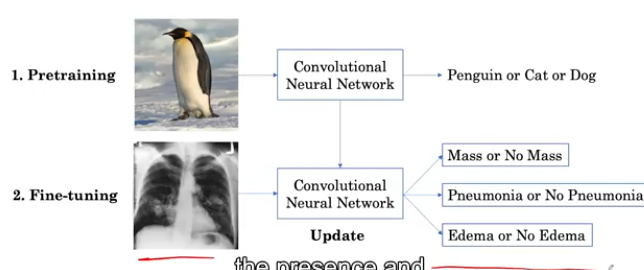 1. Pretraining
Convolutional
Neural Network
Penguin or Cat or Dog
2. Fine-tuning
Convolutional
Neural Network
Update
Mass or No Mass
Pneumonia or No Pneumonia
Edema or No Edema
the presence and